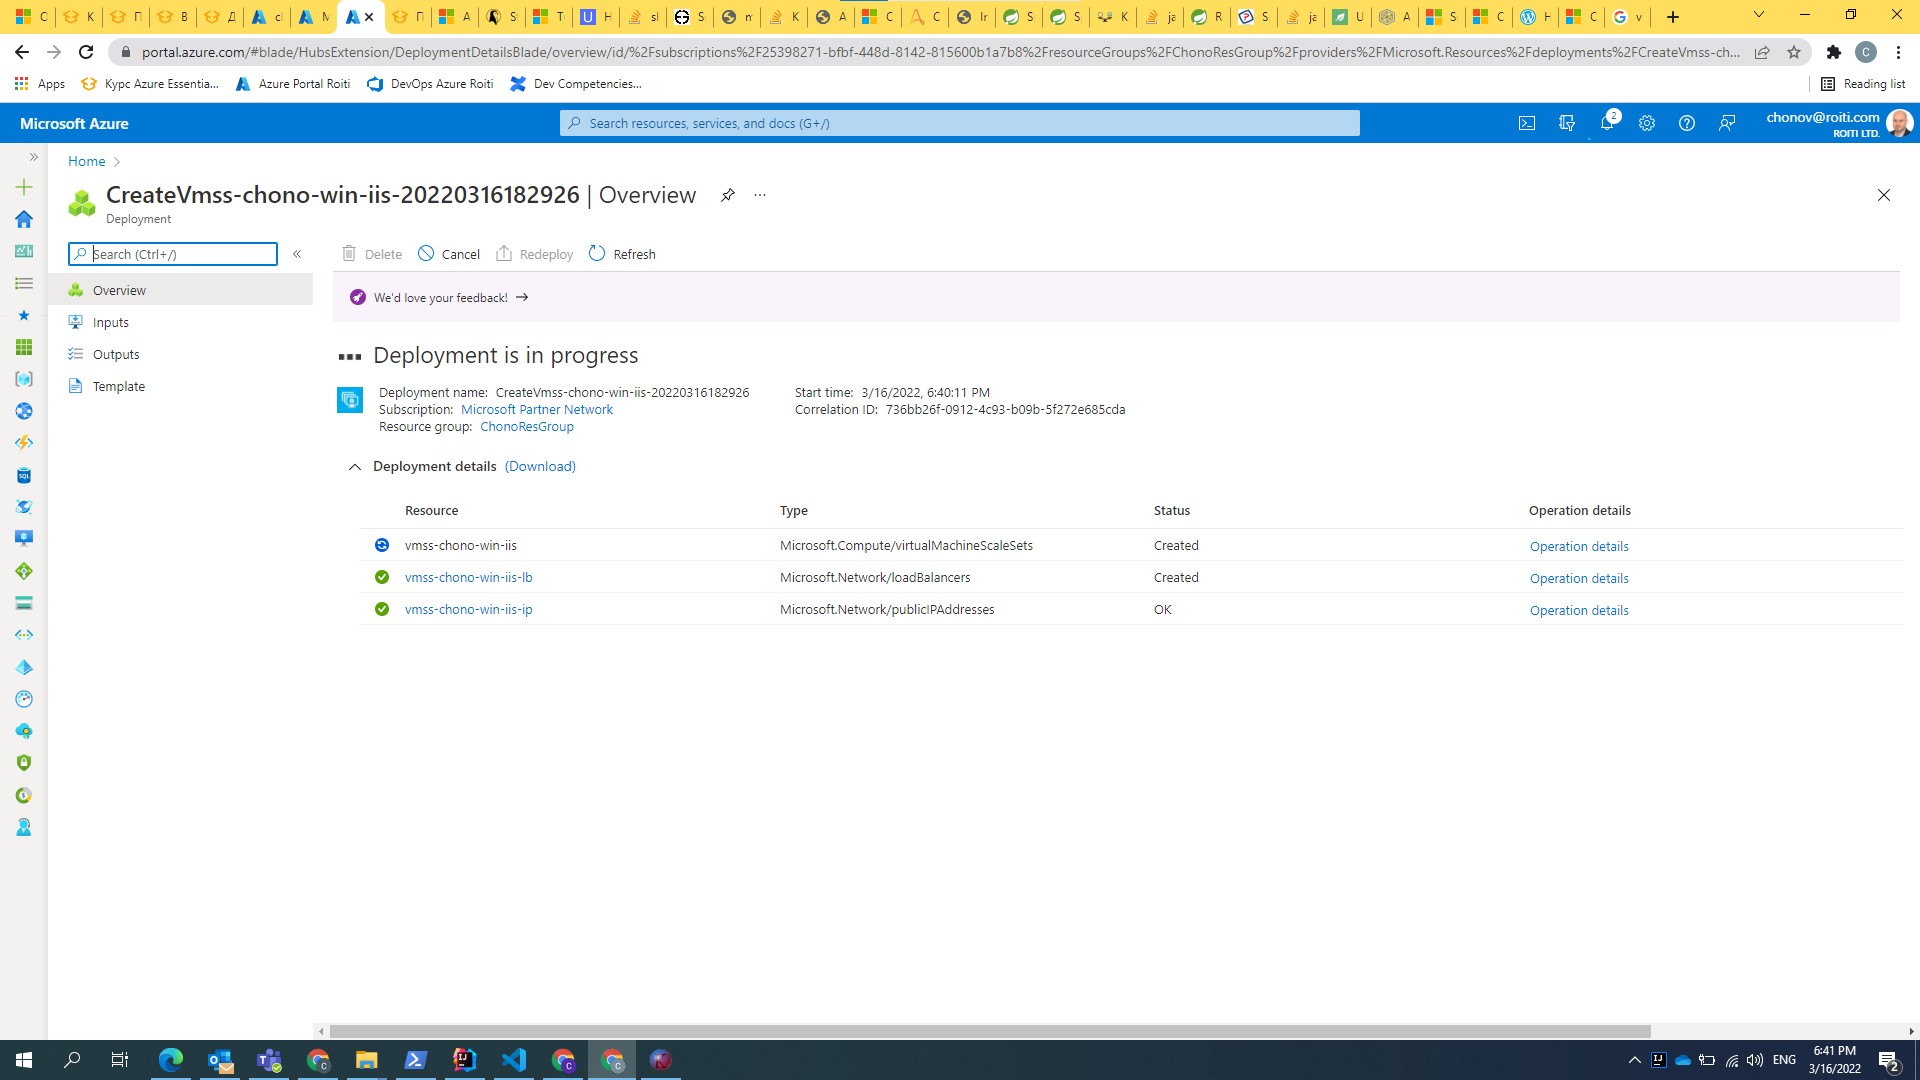 portal.azure.com/#blade/HubsExtension/DeploymentDetailsBlade/overview/id/%2Fsubscriptions%2F25398271-bfbf-448d-8142-815600b1a7b8%2FresourceGroups%2FChonoResGroup%2Fproviders%2FMicrosoft.Resources%2Fdeployments%2FCreateVmss-ch...
C
Apps
Курс Azure Essentia...
Azure Portal Roiti
DevOps Azure Roiti
Dev Competencies...
Reading list
Microsoft Azure
Search resources, services, and docs (G+/)
2
chonov@roiti.com
ROITI LTD.
Home
CreateVmss-chono-win-iis-20220316182926 | Overview
Deployment
Search (Ctrl+/)
Delete
Cancel
Redeploy
Refresh
Overview
Inputs
Outputs
Template
We'd love your feedback!
Deployment is in progress
Deployment name: CreateVmss-chono-win-iis-20220316182926
Subscription: Microsoft Partner Network
Resource group: ChonoResGroup
Start time: 3/16/2022, 6:40:11 PM
Correlation ID: 736bb26f-0912-4c93-b09b-5f272e685cda
Deployment details (Download)
Resource Type Status Operation details
vmss-chono-win-iis Microsoft.Compute/virtualMachineScaleSets Created Operation details
vmss-chono-win-iis-lb Microsoft.Network/loadBalancers Created Operation details
vmss-chono-win-iis-ip Microsoft.Network/publicIPAddresses OK Operation details
ENG
6:41 PM
3/16/2022
2